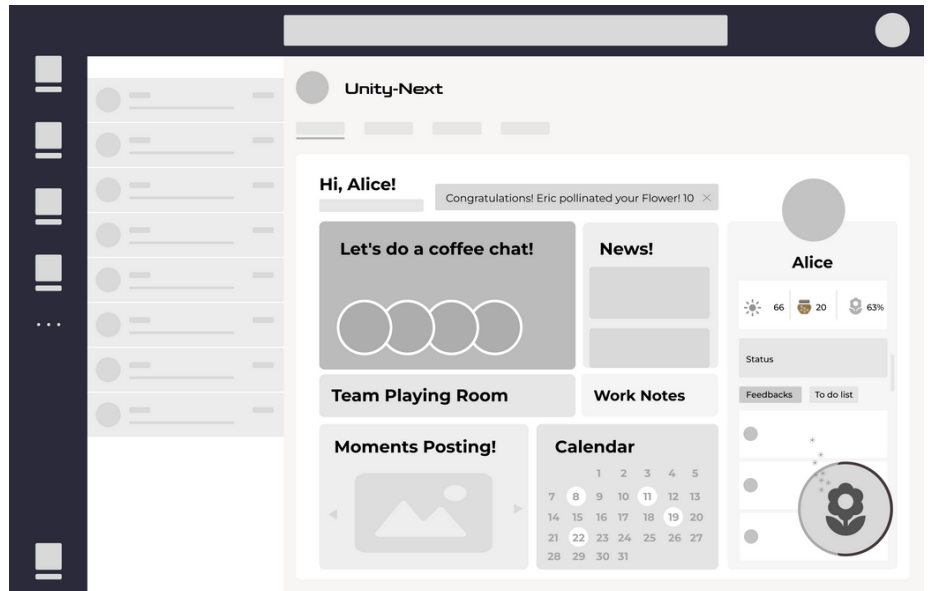 Unity-Next
Hi, Alice!
Congratulations! Eric pollinated your Flower! 10 ×
Let's do a coffee chat!
News!
Alice
66 20 63%
Status
Team Playing Room
Work Notes
Feedbacks To do list
Moments Posting!
Calendar
1 2 3 4 5
7 8 9 10 11 12 13
14 15 16 17 18 19 20
21 22 23 24 25 26 27
28 29 30 31